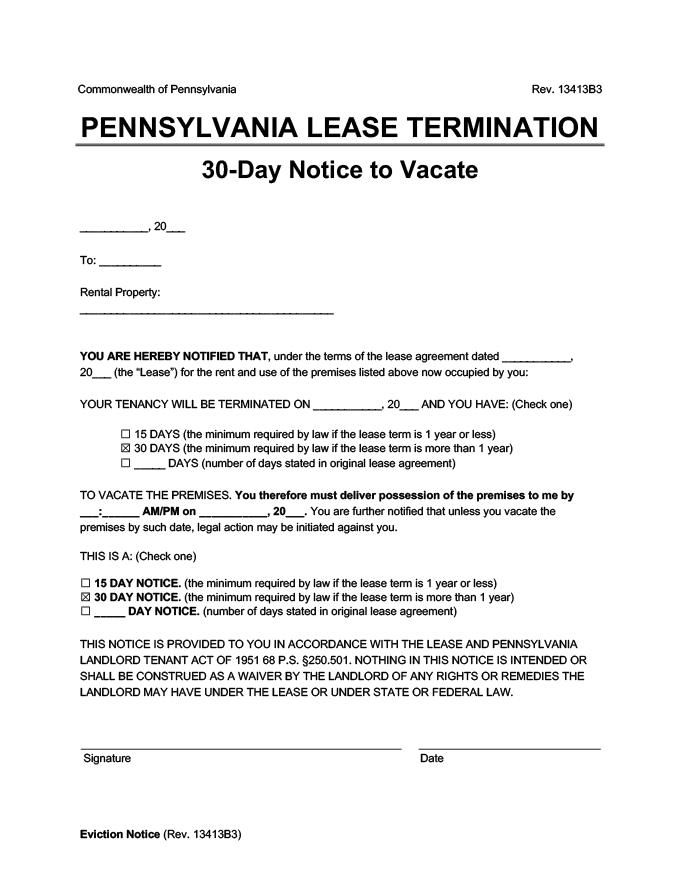 Commonwealth of Pennsylvania Rev. 13413B3
PENNSYLVANIA LEASE TERMINATION
30-Day Notice to Vacate
___________, 20___
To: __________
Rental Property:
_________________________________________
YOU ARE HEREBY NOTIFIED THAT, under the terms of the lease agreement dated ___________,
20___ (the “Lease”) for the rent and use of the premises listed above now occupied by you:
YOUR TENANCY WILL BE TERMINATED ON ___________, 20___ AND YOU HAVE: (Check one)
☐ 15 DAYS (the minimum required by law if the lease term is 1 year or less)
☒ 30 DAYS (the minimum required by law if the lease term is more than 1 year)
☐ _____ DAYS (number of days stated in original lease agreement)
TO VACATE THE PREMISES. You therefore must deliver possession of the premises to me by
___:______ AM/PM on ___________, 20___. You are further notified that unless you vacate the
premises by such date, legal action may be initiated against you.
THIS IS A: (Check one)
☐ 15 DAY NOTICE. (the minimum required by law if the lease term is 1 year or less)
☒ 30 DAY NOTICE. (the minimum required by law if the lease term is more than 1 year)
☐ _____ DAY NOTICE. (number of days stated in original lease agreement)
THIS NOTICE IS PROVIDED TO YOU IN ACCORDANCE WITH THE LEASE AND PENNSYLVANIA
LANDLORD TENANT ACT OF 1951 68 P.S. §250.501. NOTHING IN THIS NOTICE IS INTENDED OR
SHALL BE CONSTRUED AS A WAIVER BY THE LANDLORD OF ANY RIGHTS OR REMEDIES THE
LANDLORD MAY HAVE UNDER THE LEASE OR UNDER STATE OR FEDERAL LAW.
Signature Date
Eviction Notice (Rev. 13413B3)